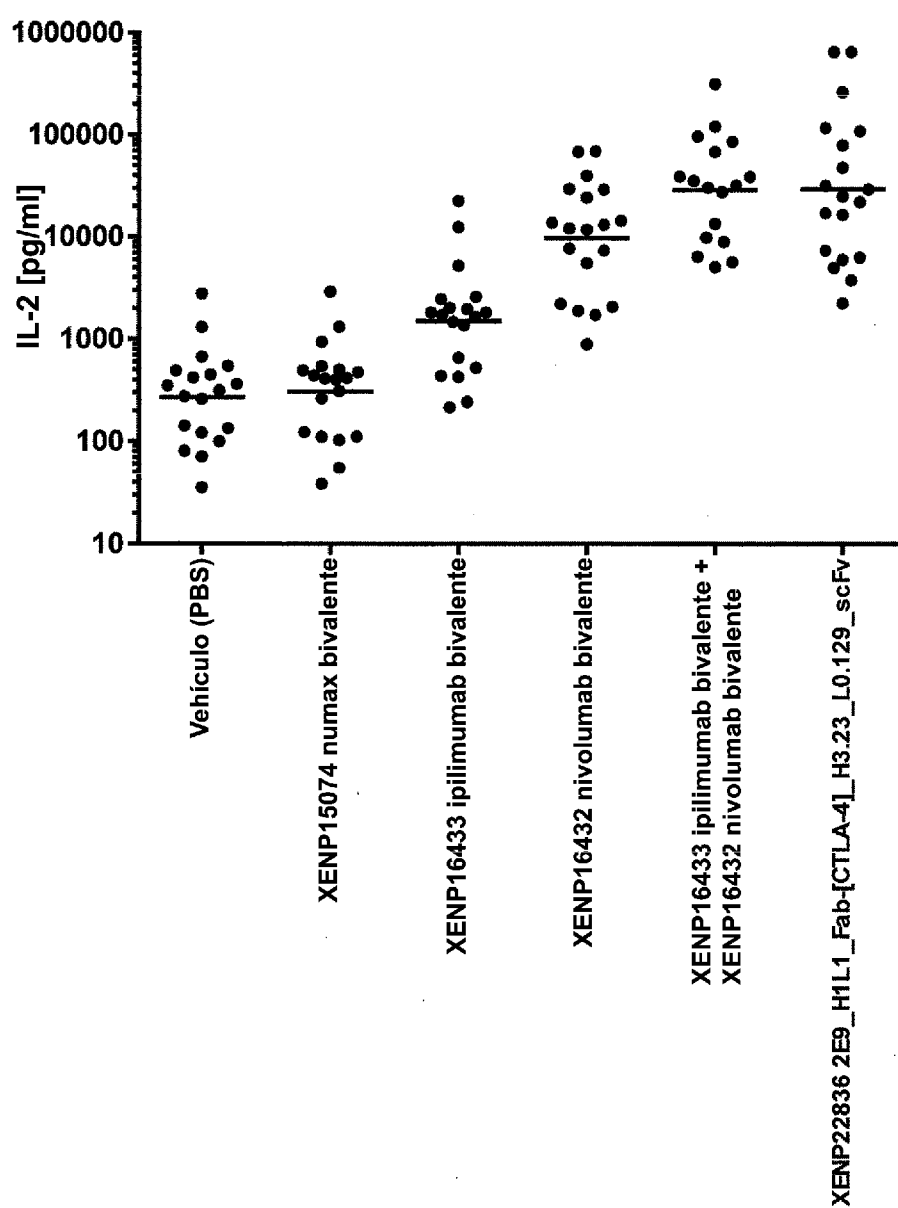 1000000
100000
10000
1000
100
10
IL-2 [pg/ml]
Vehículo (PBS)
XENP15074 numax bivalente
XENP16433 ipilimumab bivalente
XENP16432 nivolumab bivalente
XENP16433 ipilimumab bivalente +
XENP16432 nivolumab bivalente
XENP22836 2E9_H1L1_Fab-[CTLA-4]_H3.23_L0.129_scFv